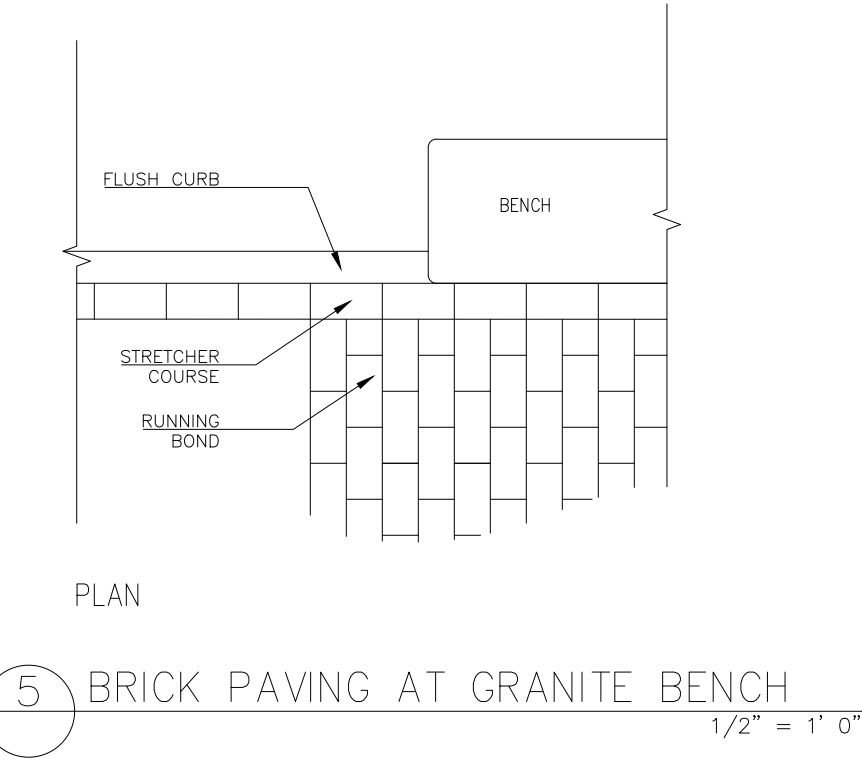 FLUSH CURB
BENCH
STRETCHER
COURSE
RUNNING
BOND
PLAN
5
BRICK PAVING AT GRANITE BENCH
1/2" = 1' 0"